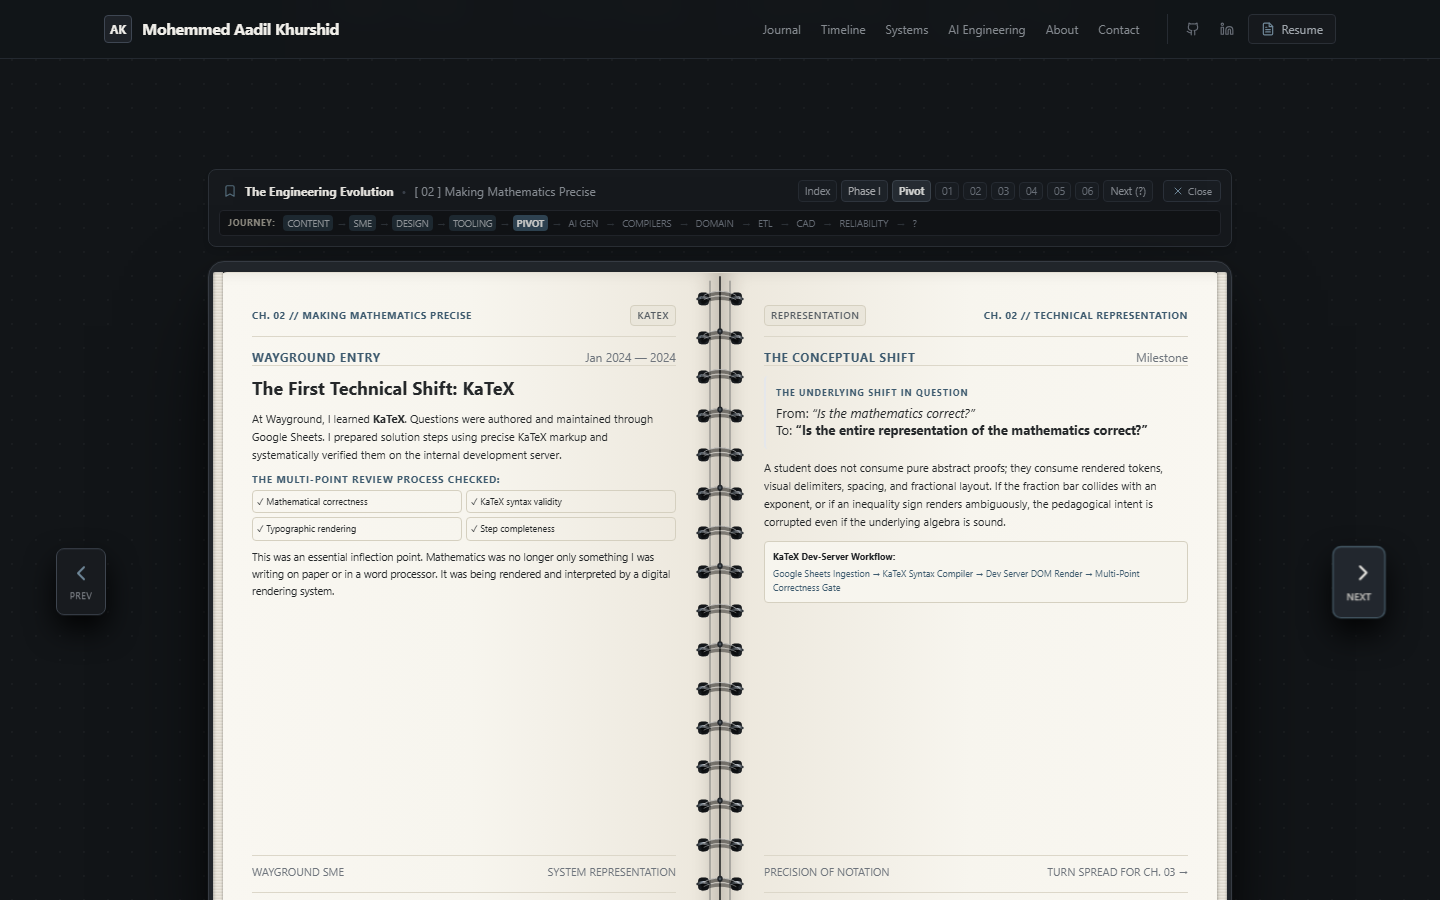 AK Mohemmed Aadil Khurshid Journal Timeline Systems AI Engineering About Contact Resume
The Engineering Evolution • [ 02 ] Making Mathematics Precise Index Phase I Pivot 01 02 03 04 05 06 Next (?) × Close
JOURNEY: CONTENT → SME → DESIGN → TOOLING → PIVOT → AI GEN → COMPILERS → DOMAIN → ETL → CAD → RELIABILITY → ?
CH. 02 // MAKING MATHEMATICS PRECISE KATEX
WAYGROUND ENTRY Jan 2024 — 2024
The First Technical Shift: KaTeX
At Wayground, I learned KaTeX. Questions were authored and maintained through
Google Sheets. I prepared solution steps using precise KaTeX markup and
systematically verified them on the internal development server.
THE MULTI-POINT REVIEW PROCESS CHECKED:
✓ Mathematical correctness ✓ KaTeX syntax validity
✓ Typographic rendering ✓ Step completeness
This was an essential inflection point. Mathematics was no longer only something I was
writing on paper or in a word processor. It was being rendered and interpreted by a digital
rendering system.
WAYGROUND SME SYSTEM REPRESENTATION
REPRESENTATION CH. 02 // TECHNICAL REPRESENTATION
THE CONCEPTUAL SHIFT Milestone
THE UNDERLYING SHIFT IN QUESTION
From: “Is the mathematics correct?”
To: “Is the entire representation of the mathematics correct?”
A student does not consume pure abstract proofs; they consume rendered tokens,
visual delimiters, spacing, and fractional layout. If the fraction bar collides with an
exponent, or if an inequality sign renders ambiguously, the pedagogical intent is
corrupted even if the underlying algebra is sound.
KaTeX Dev-Server Workflow:
Google Sheets Ingestion → KaTeX Syntax Compiler → Dev Server DOM Render → Multi-Point
Correctness Gate
PRECISION OF NOTATION TURN SPREAD FOR CH. 03 →
PREV
NEXT